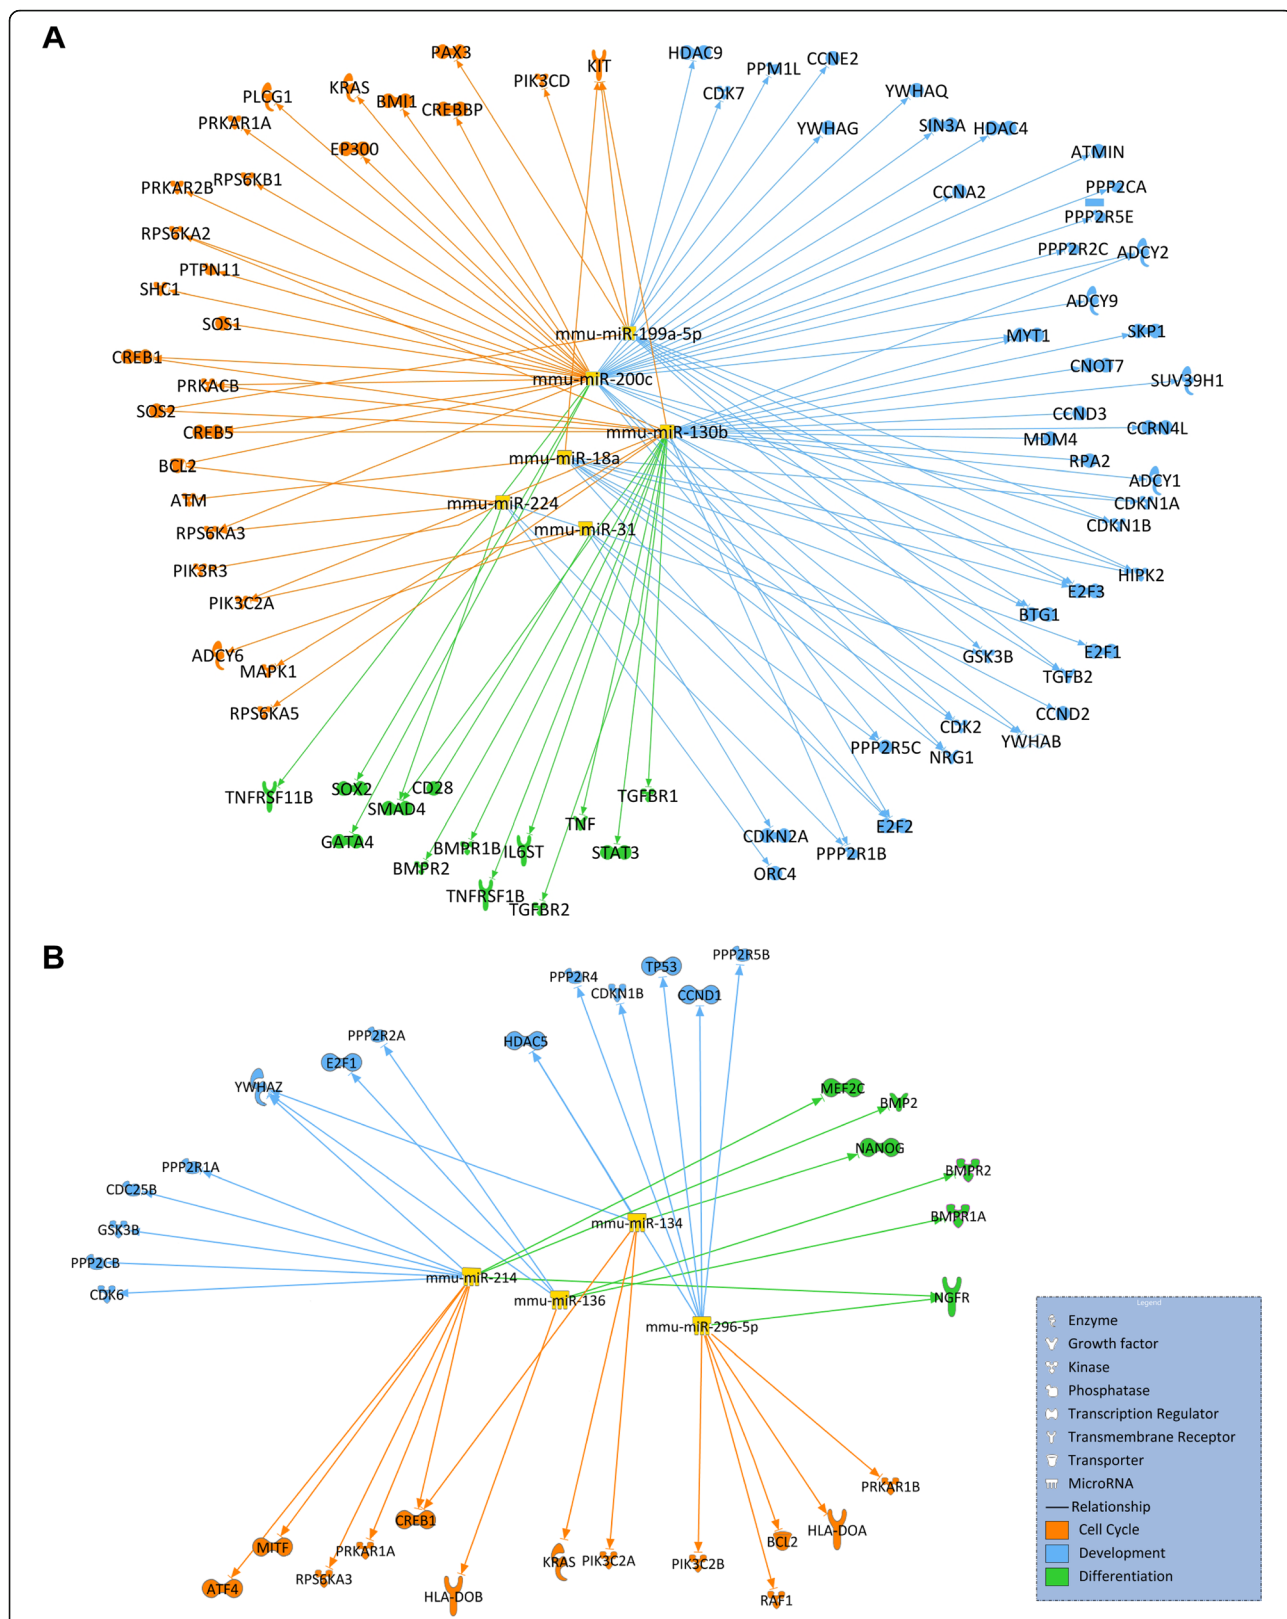 A
PAX3
KIT
HDAC9
CCNE2
PIK3CD
PPM1L
KRAS
PLCG1
BMI1
CREBBP
CDK7
YWHAQ
PRKAR1A
YWHAG
SIN3A
HDAC4
EP300
ATMIN
RPS6KB1
PRKAR2B
CCNA2
PPP2CA
PPP2R5E
RPS6KA2
PPP2R2C
ADCY2
PTPN11
SHC1
ADCY9
SOS1
mmu-miR-199a-5p
MYT1
SKP1
CREB1
CNOT7
mmu-miR-200c
SUV39H1
PRKACB
SOS2
CCND3
CREB5
mmu-miR-130b
CCRN4L
MDM4
BCL2
mmu-miR-18a
RPA2
ADCY1
ATM
mmu-miR-224
CDKN1A
RPS6KA3
mmu-miR-31
CDKN1B
PIK3R3
HIPK2
PIK3C2A
E2F3
BTG1
ADCY6
GSK3B
E2F1
MAPK1
TGFB2
RPS6KA5
CCND2
CDK2
YWHAB
PPP2R5C
NRG1
TNFRSF11B
SOX2
CD28
TGFBR1
SMAD4
TNF
E2F2
GATA4
BMPR1B
IL6ST
STAT3
CDKN2A
PPP2R1B
BMPR2
ORC4
TNFRSF1B
TGFBR2
B
PPP2R5B
TP53
PPP2R4
CDKN1B
CCND1
PPP2R2A
HDAC5
E2F1
YWHAZ
MEF2C
BMP2
NANOG
PPP2R1A
BMPR2
CDC25B
BMPR1A
GSK3B
mmu-miR-134
PPP2CB
mmu-miR-214
CDK6
mmu-miR-136
NGFR
mmu-miR-296-5p
Legend
Enzyme
Growth factor
Kinase
Phosphatase
Transcription Regulator
Transmembrane Receptor
Transporter
MicroRNA
Relationship
Cell Cycle
Development
Differentiation
PRKAR1B
CREB1
HLA-DOA
MITF
PRKAR1A
BCL2
KRAS
PIK3C2A
PIK3C2B
RPS6KA3
ATF4
HLA-DOB
RAF1